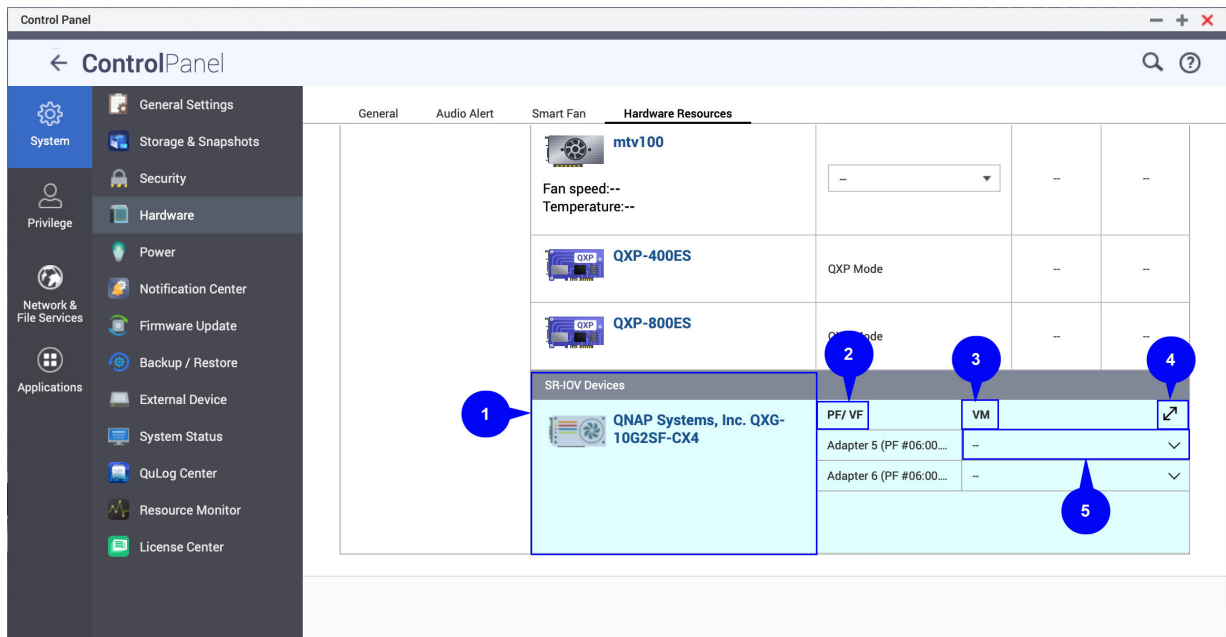 Control Panel
ControlPanel
System
Privilege
Network &
File Services
Applications
General Settings
Storage & Snapshots
Security
Hardware
Power
Notification Center
Firmware Update
Backup / Restore
External Device
System Status
QuLog Center
Resource Monitor
License Center
General Audio Alert Smart Fan Hardware Resources
mtv100
Fan speed:--
Temperature:--
-- -- --
QXP
QXP-400ES
QXP Mode -- --
QXP
QXP-800ES
-- --
2
3
4
SR-IOV Devices
1
QNAP Systems, Inc. QXG-
10G2SF-CX4
PF/ VF VM
Adapter 5 (PF #06:00.... --
Adapter 6 (PF #06:00.... --
5